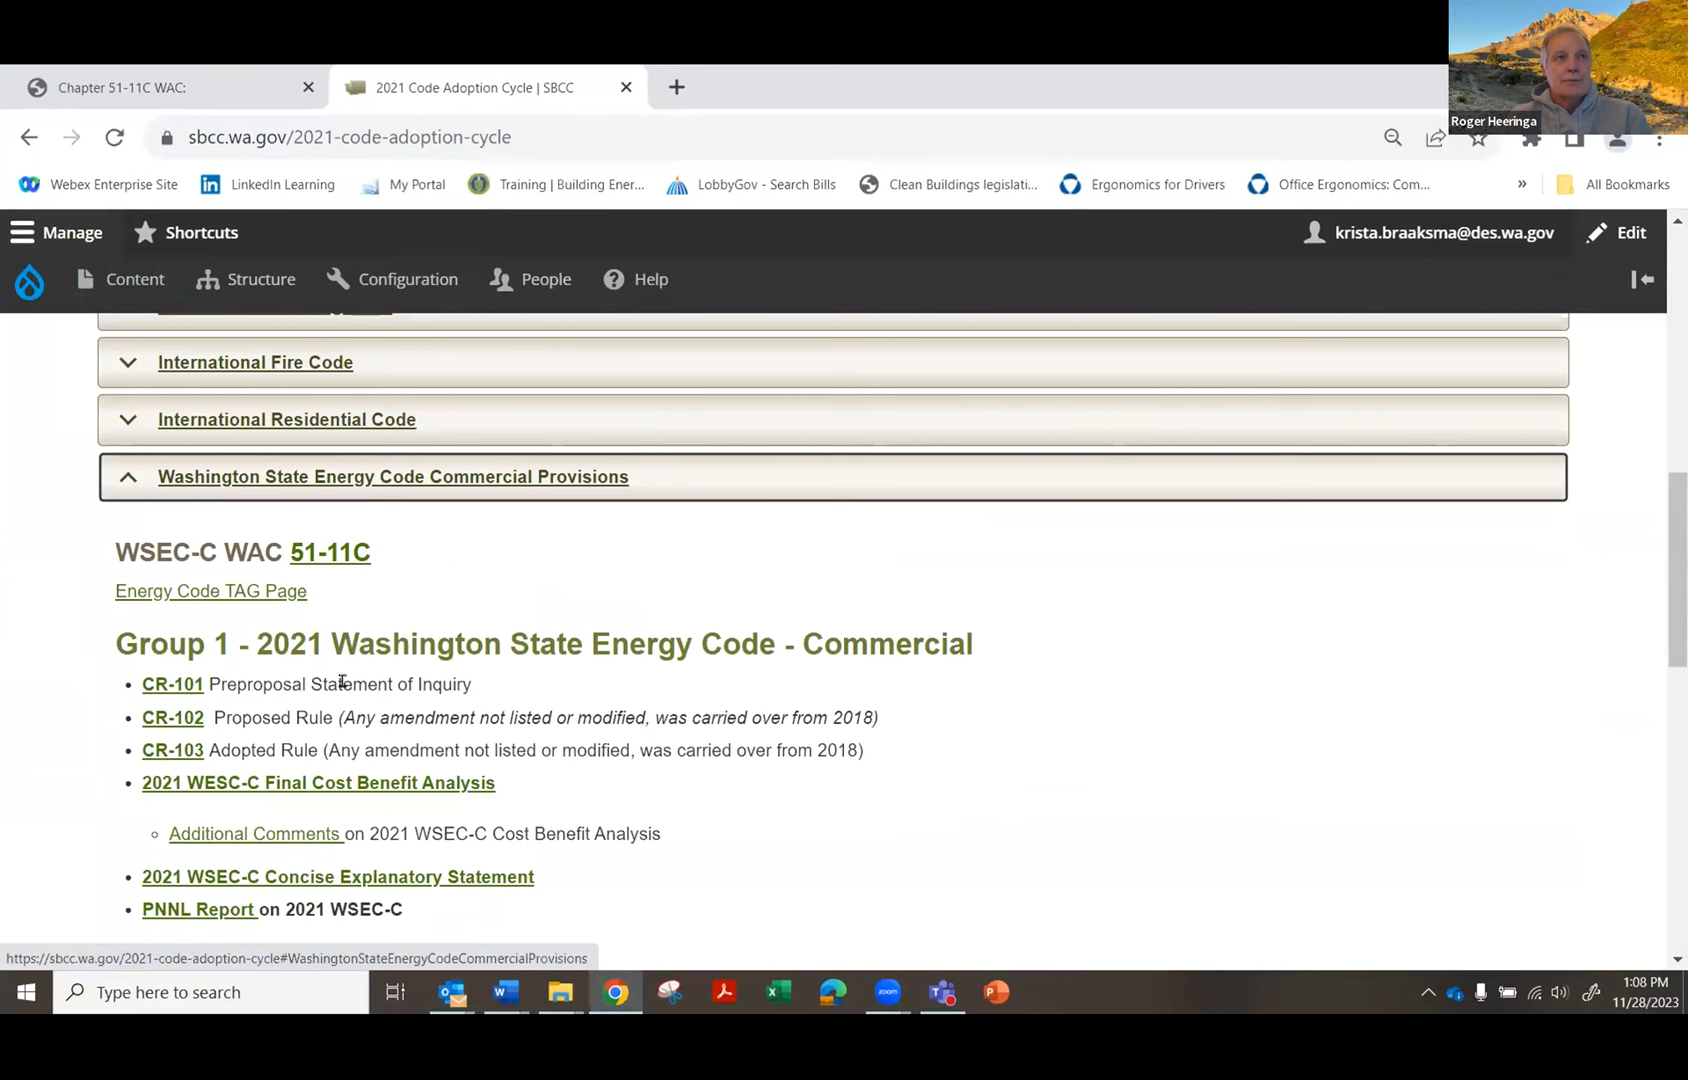 Roger Heeringa
Chapter 51-11C WAC:
2021 Code Adoption Cycle | SBCC
sbcc.wa.gov/2021-code-adoption-cycle
Webex Enterprise Site
LinkedIn Learning
My Portal
Training | Building Ener...
LobbyGov - Search Bills
Clean Buildings legislati...
Ergonomics for Drivers
Office Ergonomics: Com...
»
All Bookmarks
Manage
Shortcuts
krista.braaksma@des.wa.gov
Edit
Content
Structure
Configuration
People
Help
International Fire Code
International Residential Code
Washington State Energy Code Commercial Provisions
WSEC-C WAC 51-11C
Energy Code TAG Page
Group 1 - 2021 Washington State Energy Code - Commercial
• CR-101 Preproposal Statement of Inquiry
• CR-102 Proposed Rule (Any amendment not listed or modified, was carried over from 2018)
• CR-103 Adopted Rule (Any amendment not listed or modified, was carried over from 2018)
• 2021 WESC-C Final Cost Benefit Analysis
Additional Comments on 2021 WSEC-C Cost Benefit Analysis
• 2021 WSEC-C Concise Explanatory Statement
• PNNL Report on 2021 WSEC-C
https://sbcc.wa.gov/2021-code-adoption-cycle#WashingtonStateEnergyCodeCommercialProvisions
Type here to search
zoom
1:08 PM
11/28/2023